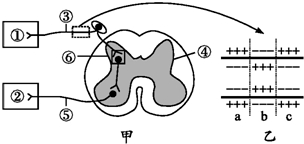 ③
①
⑥
④
②
⑤
甲
+++ --- +++
--- +++ ---
--- +++ ---
+++ --- +++
a b c
乙